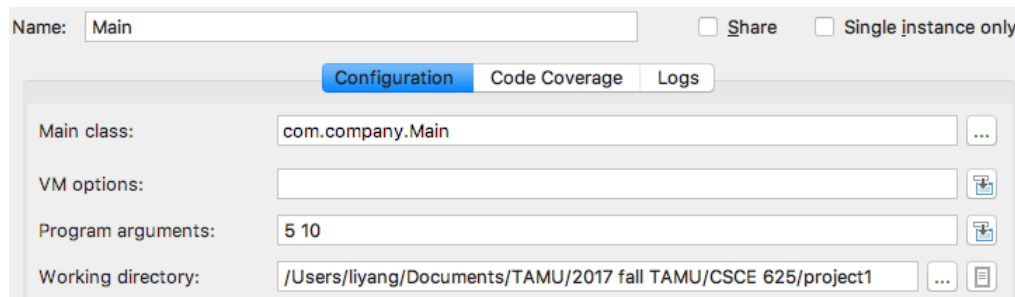 Name: Main Share Single instance only
Configuration Code Coverage Logs
Main class: com.company.Main ...
VM options:
Program arguments: 5 10
Working directory: /Users/liyang/Documents/TAMU/2017 fall TAMU/CSCE 625/project1 ...